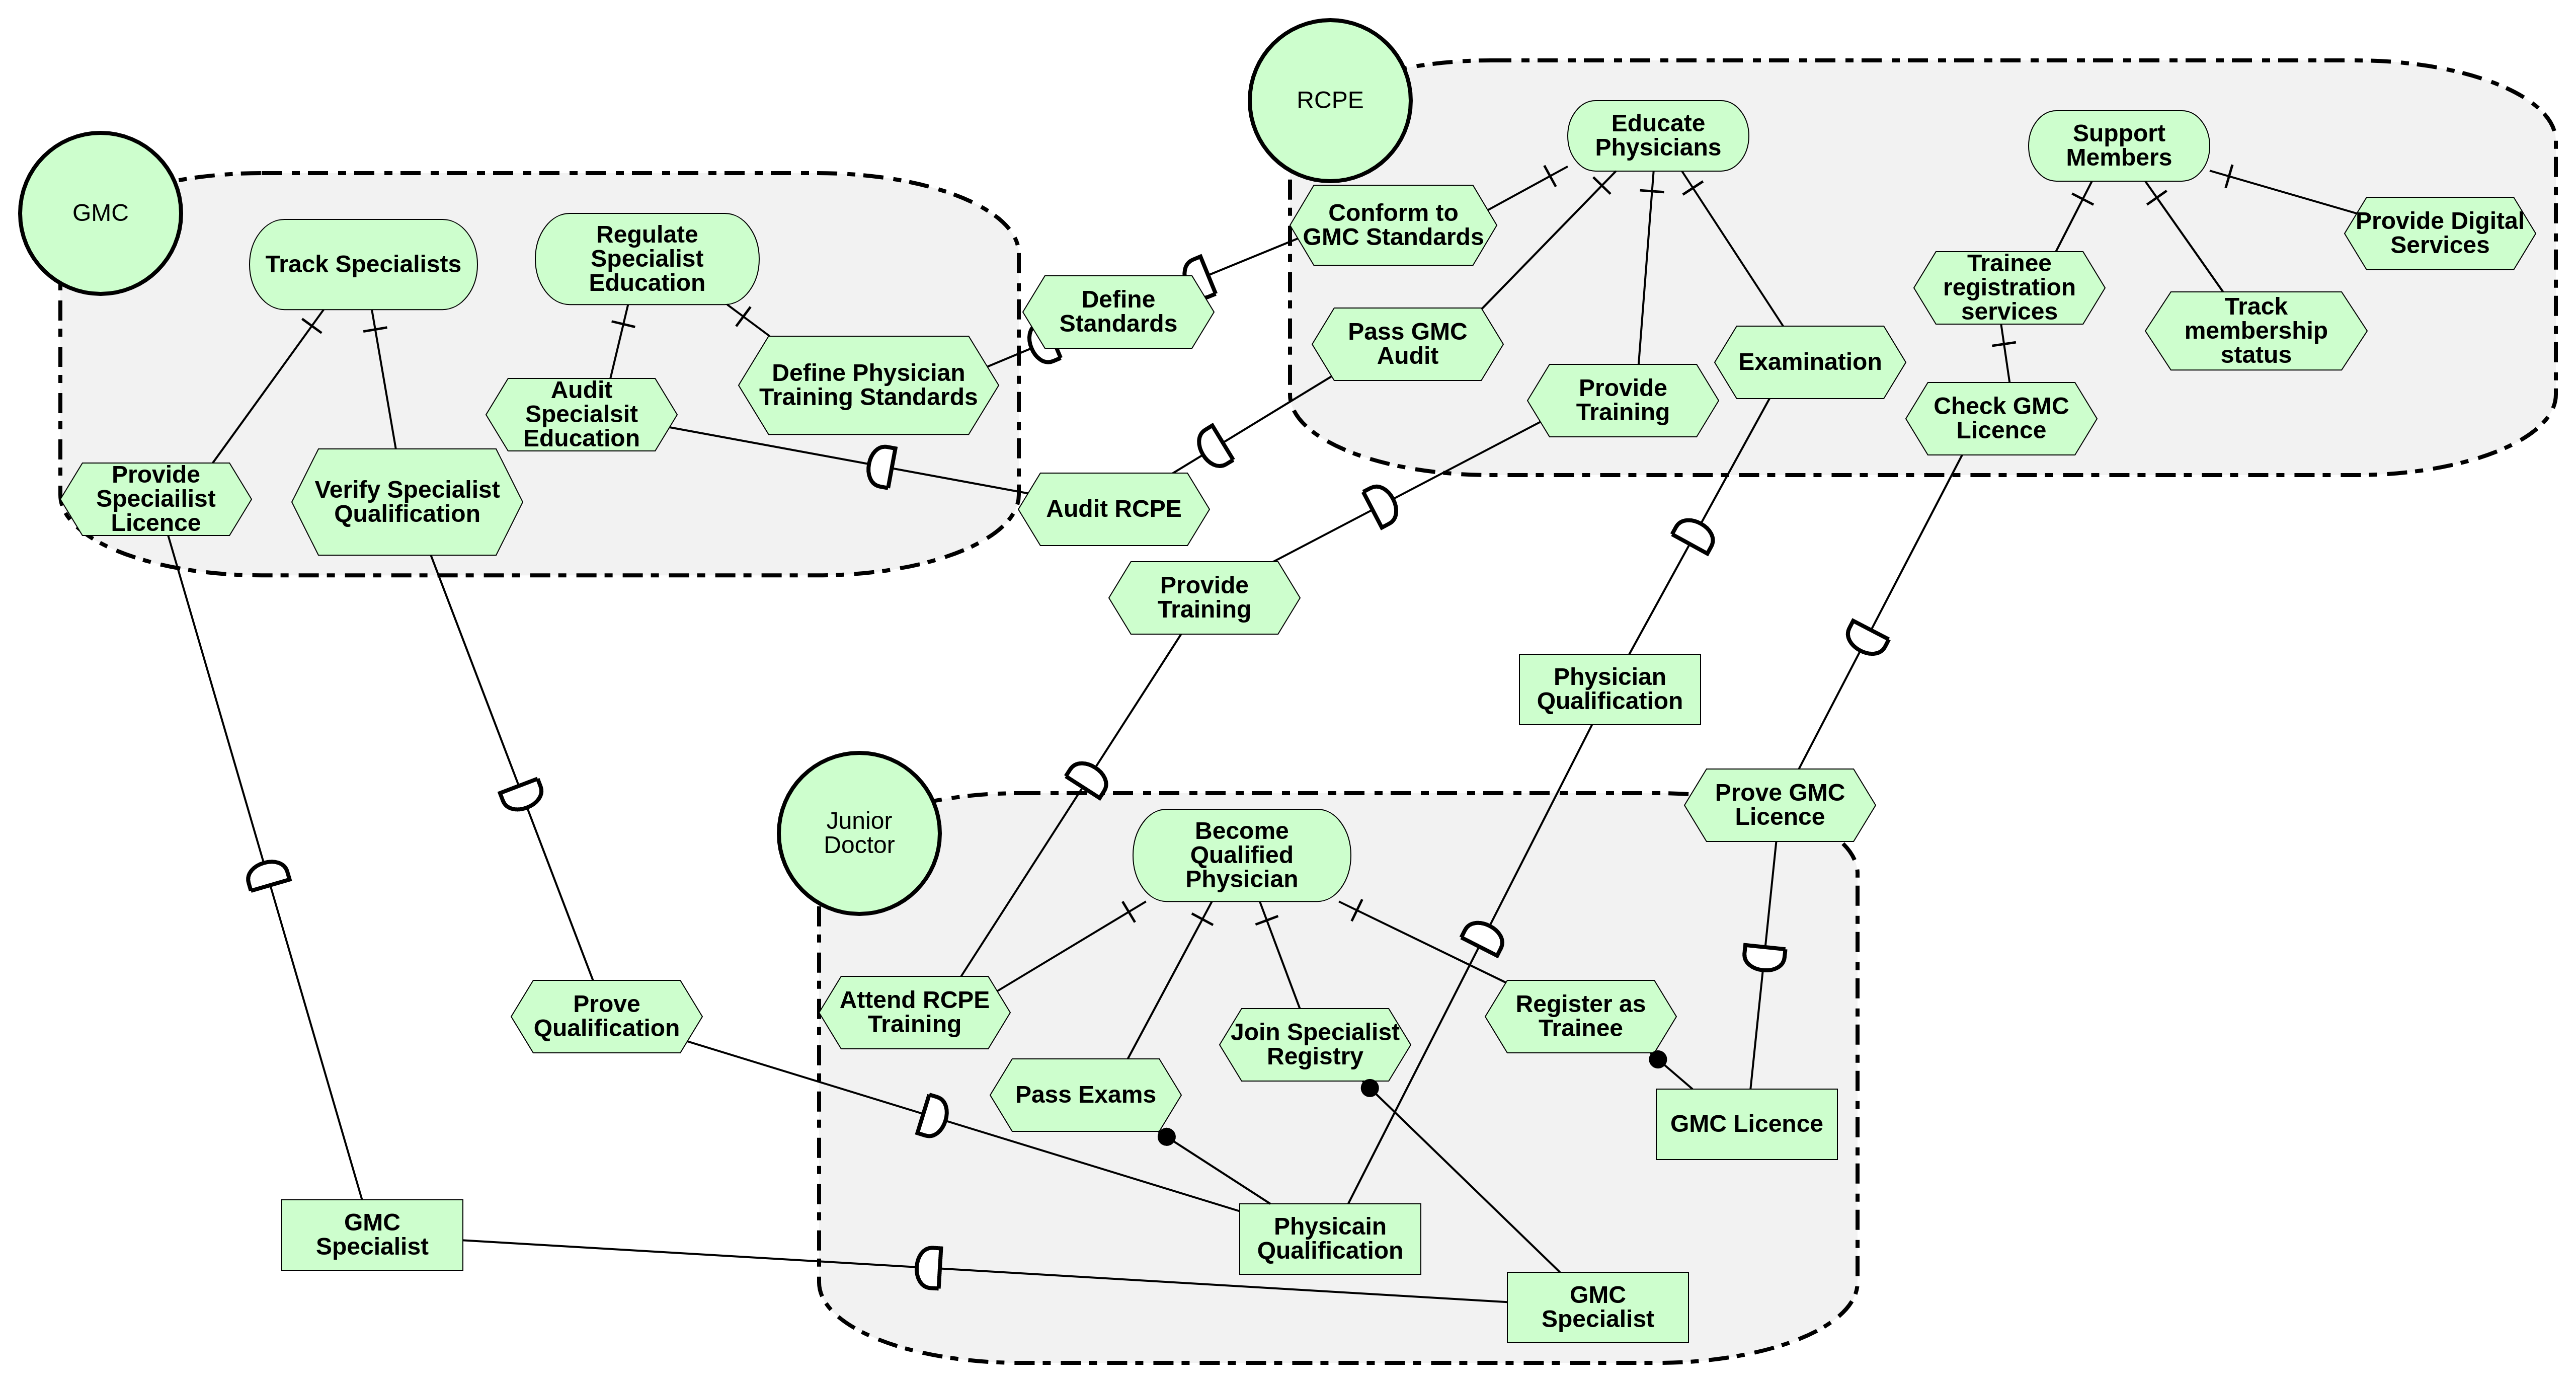 RCPE
Educate
Physicians
Support
Members
GMC
Track Specialists
Regulate
Specialist
Education
Conform to
GMC Standards
Provide Digital
Services
Trainee
registration
services
Define
Standards
Pass GMC
Audit
Track
membership
status
Examination
Define Physician
Training Standards
Provide
Training
Audit
Specialsit
Education
Check GMC
Licence
Provide
Speciailist
Licence
Verify Specialist
Qualification
Audit RCPE
Provide
Training
Physician
Qualification
Prove GMC
Licence
Junior
Doctor
Become
Qualified
Physician
Prove
Qualification
Attend RCPE
Training
Join Specialist
Registry
Register as
Trainee
Pass Exams
GMC Licence
GMC
Specialist
Physicain
Qualification
GMC
Specialist